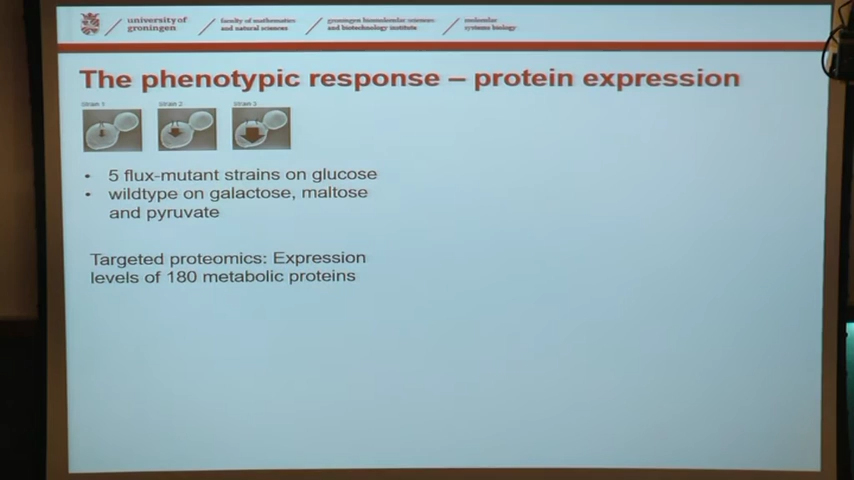 university of
groningen
faculty of mathematics
and natural sciences
groningen biomolecular sciences
and biotechnology institute
molecular
systems biology
The phenotypic response – protein expression
Strain 1
Strain 2
Strain 3
• 5 flux-mutant strains on glucose
• wildtype on galactose, maltose
and pyruvate
Targeted proteomics: Expression
levels of 180 metabolic proteins